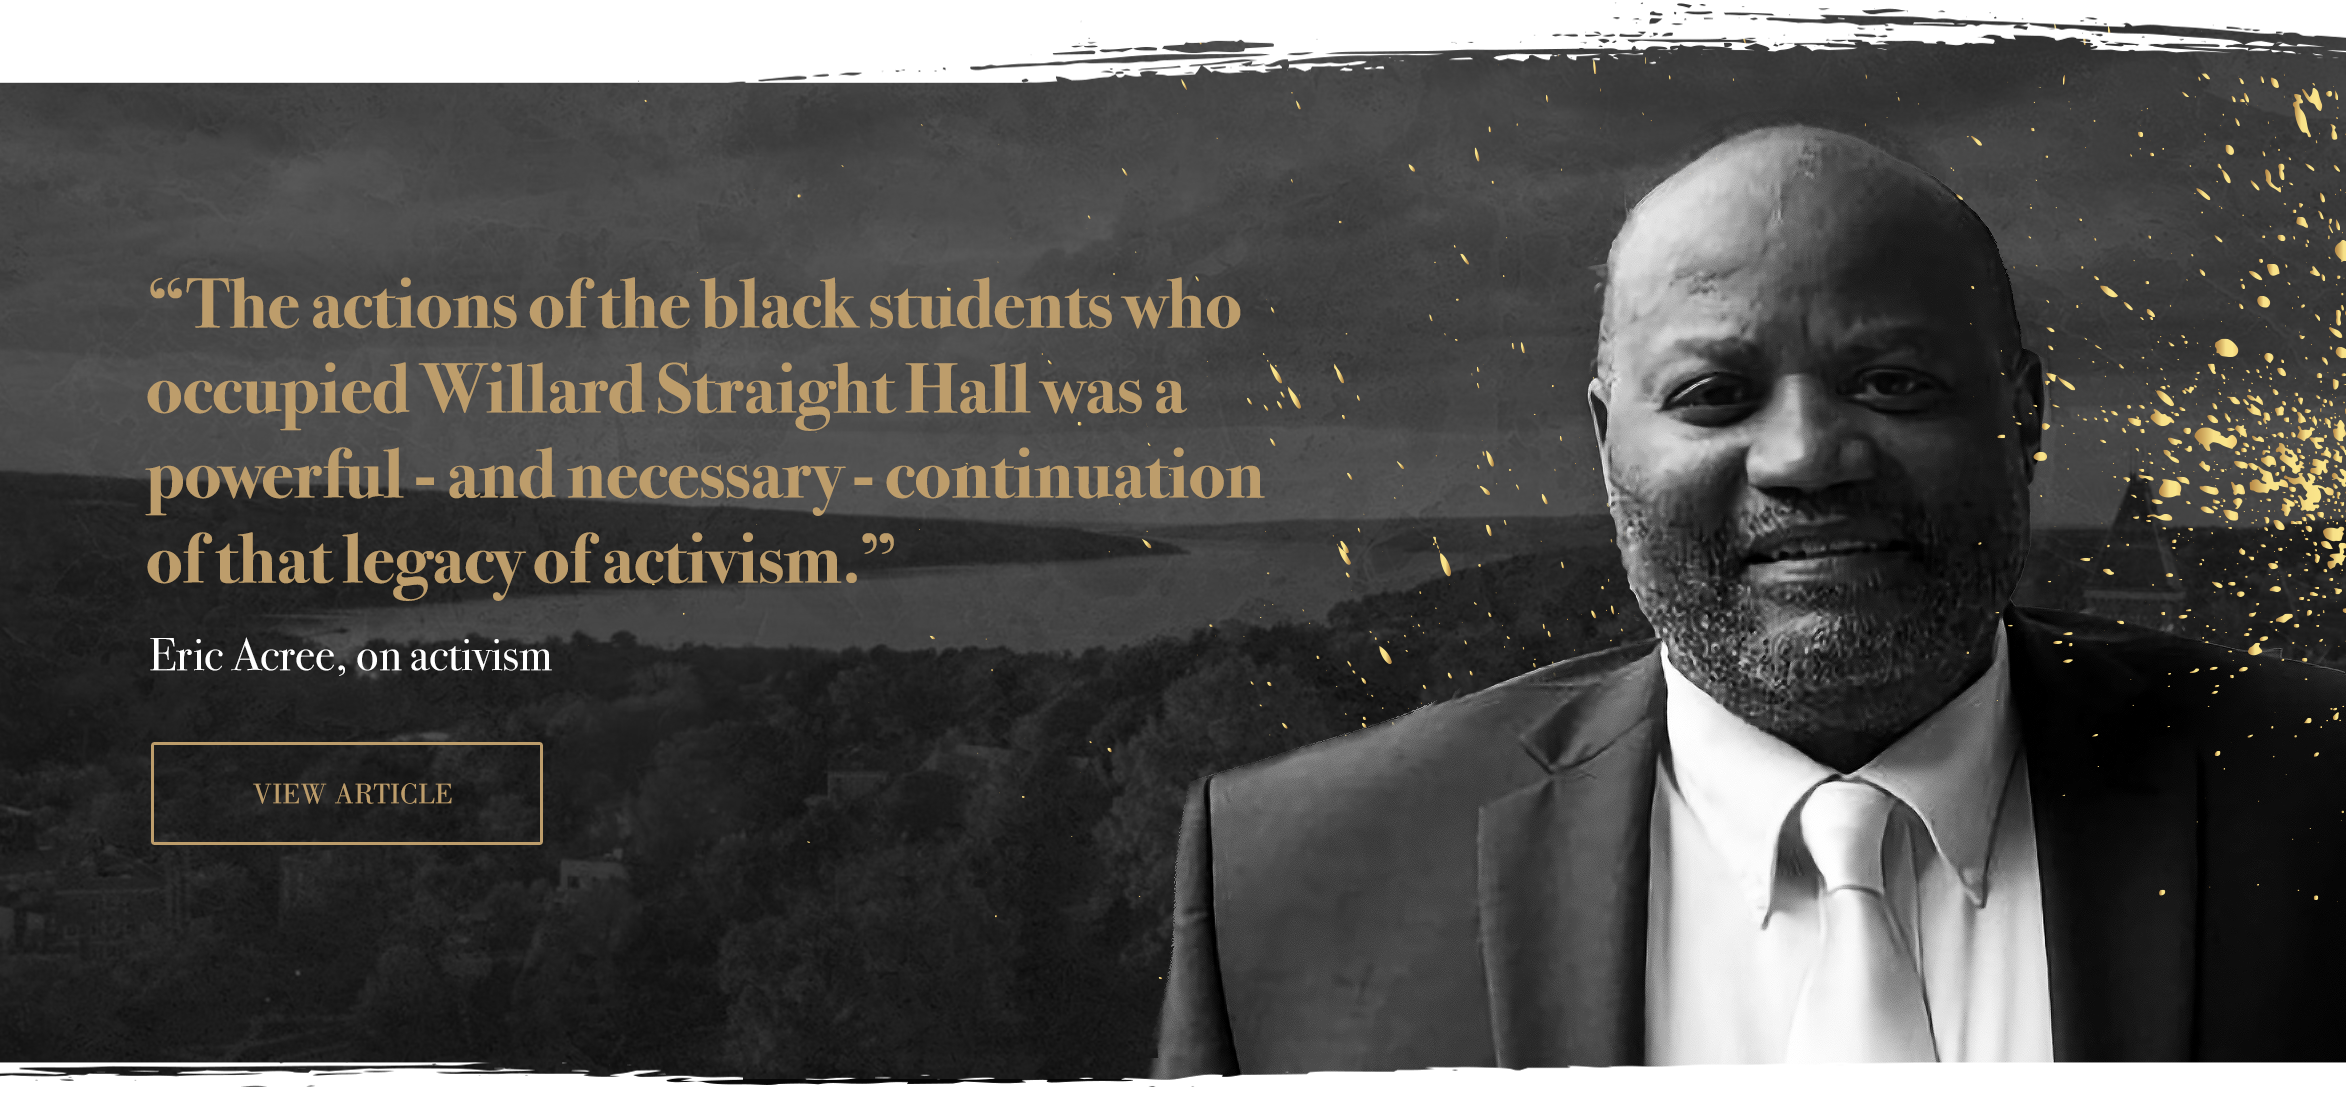 “The actions of the black students who
occupied Willard Straight Hall was a
powerful - and necessary - continuation
of that legacy of activism.”
Eric Acree, on activism
VIEW ARTICLE